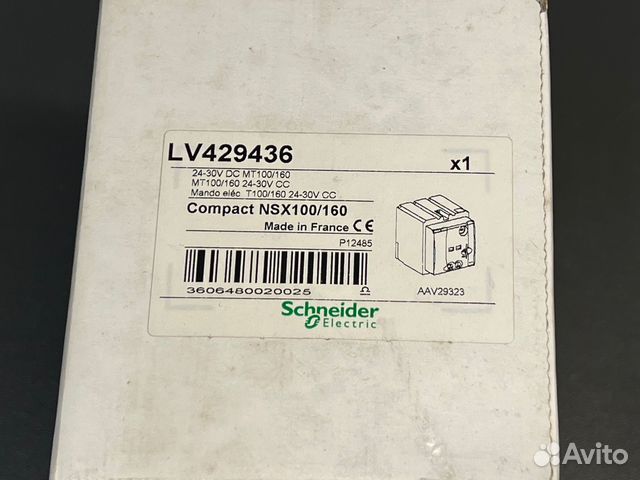 LV429436
x1
24-30V DC MT100/160
MT100/160 24-30V CC
Mando eléc T100/160 24-30V CC
Compact NSX100/160
Made in France CE
P12485
3606480020025
AAV29323
Schneider
Electric
Avito